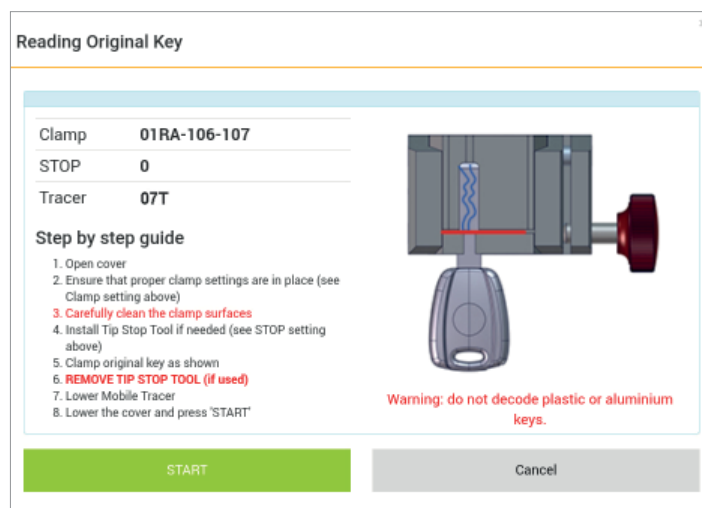 Reading Original Key
Clamp 01RA-106-107
STOP 0
Tracer 07T
Step by step guide
1. Open cover
2. Ensure that proper clamp settings are in place (see
Clamp setting above)
3. Carefully clean the clamp surfaces
4. Install Tip Stop Tool if needed (see STOP setting
above)
5. Clamp original key as shown
6. REMOVE TIP STOP TOOL (if used)
7. Lower Mobile Tracer
8. Lower the cover and press 'START'
Warning: do not decode plastic or aluminium
keys.
START
Cancel